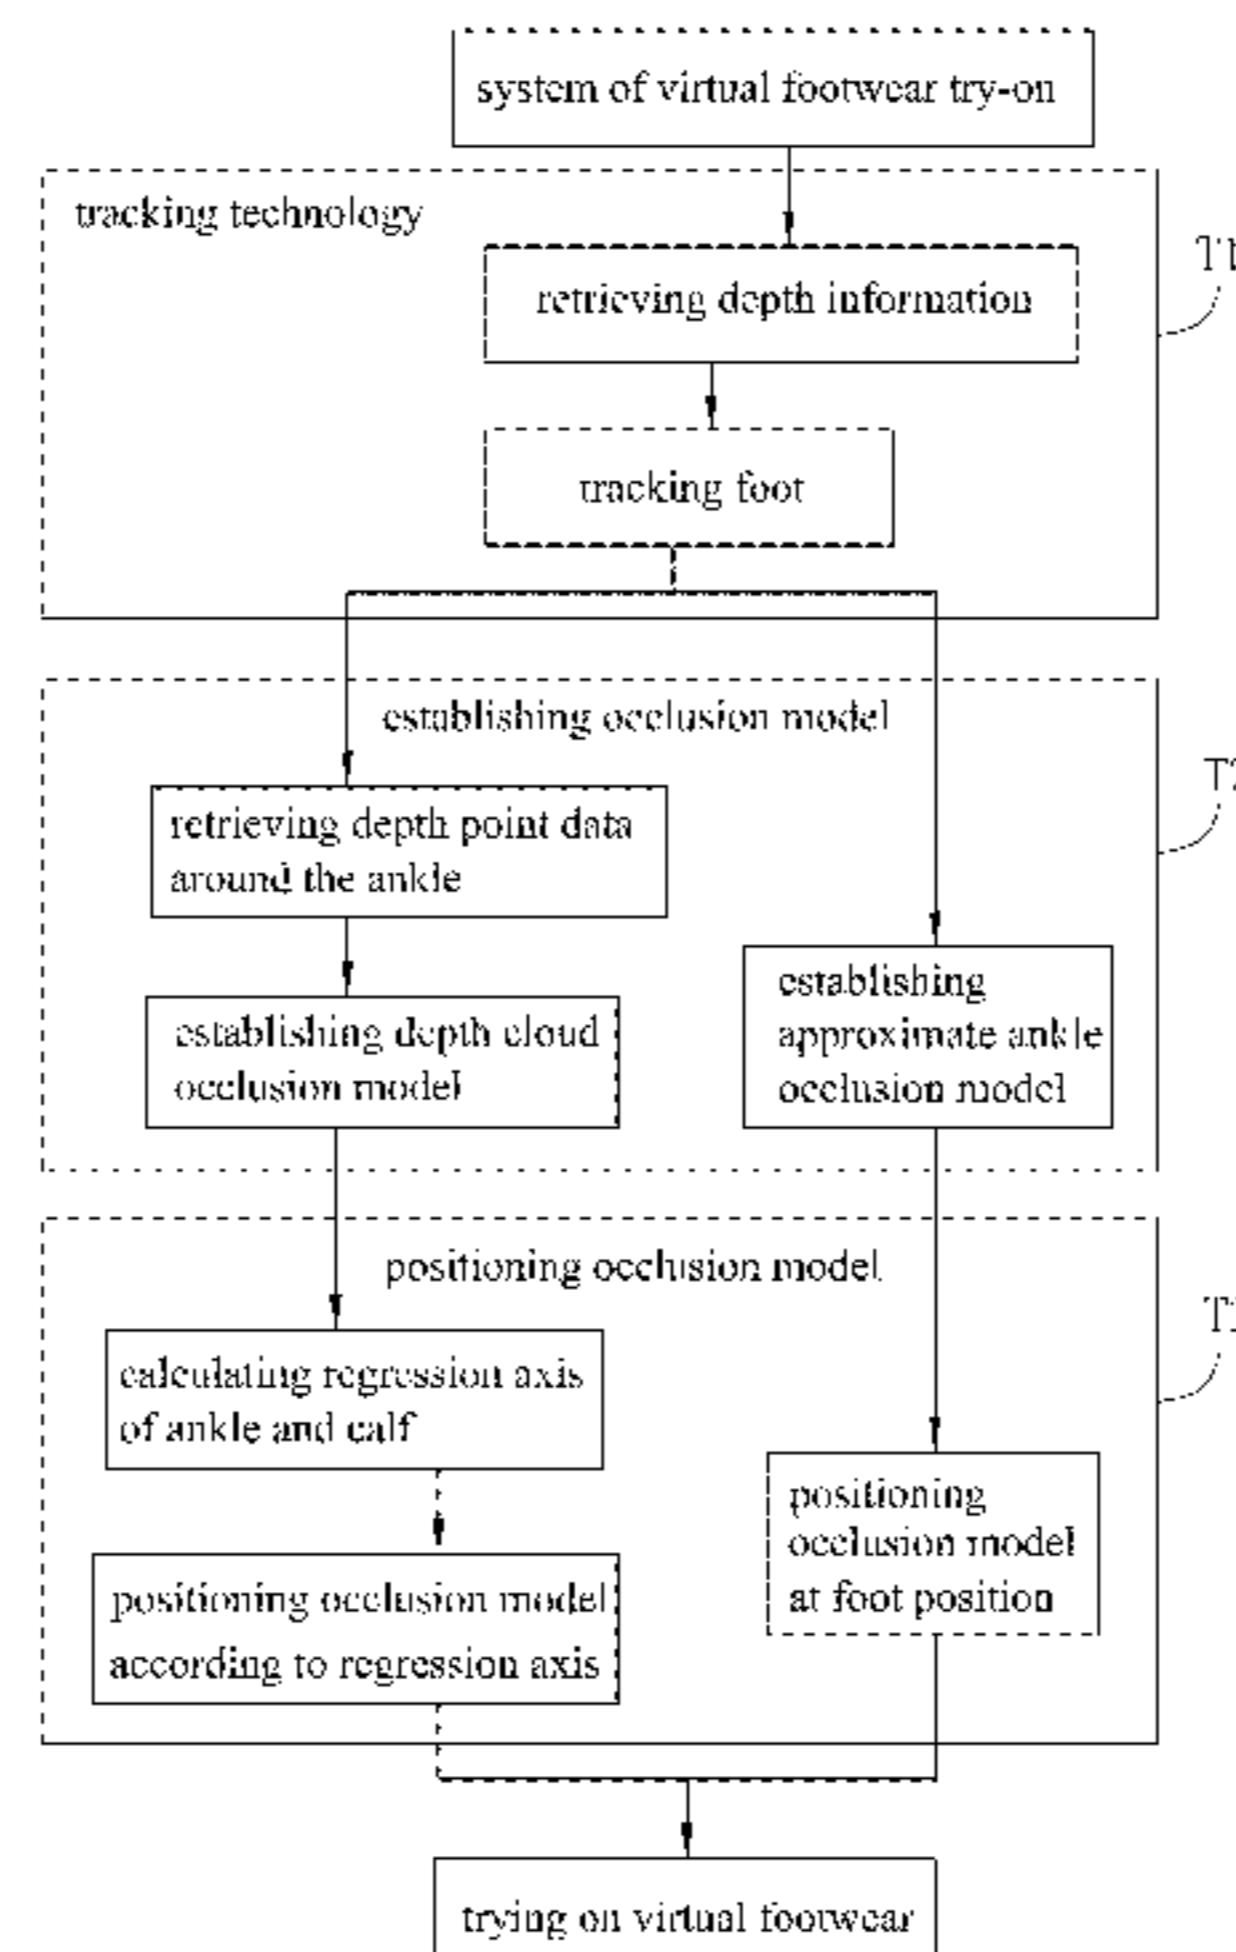 system of virtual footwear try-on
tracking technology
T1
retrieving depth information
tracking foot
establishing occlusion model
retrieving depth point data
around the ankle
establishing
approximate ankle
occlusion model
establishing depth cloud
occlusion model
positioning occlusion model
calculating regression axis
of ankle and calf
positioning
occlusion model
at foot position
positioning occlusion model
according to regression axis
trying on virtual footwear